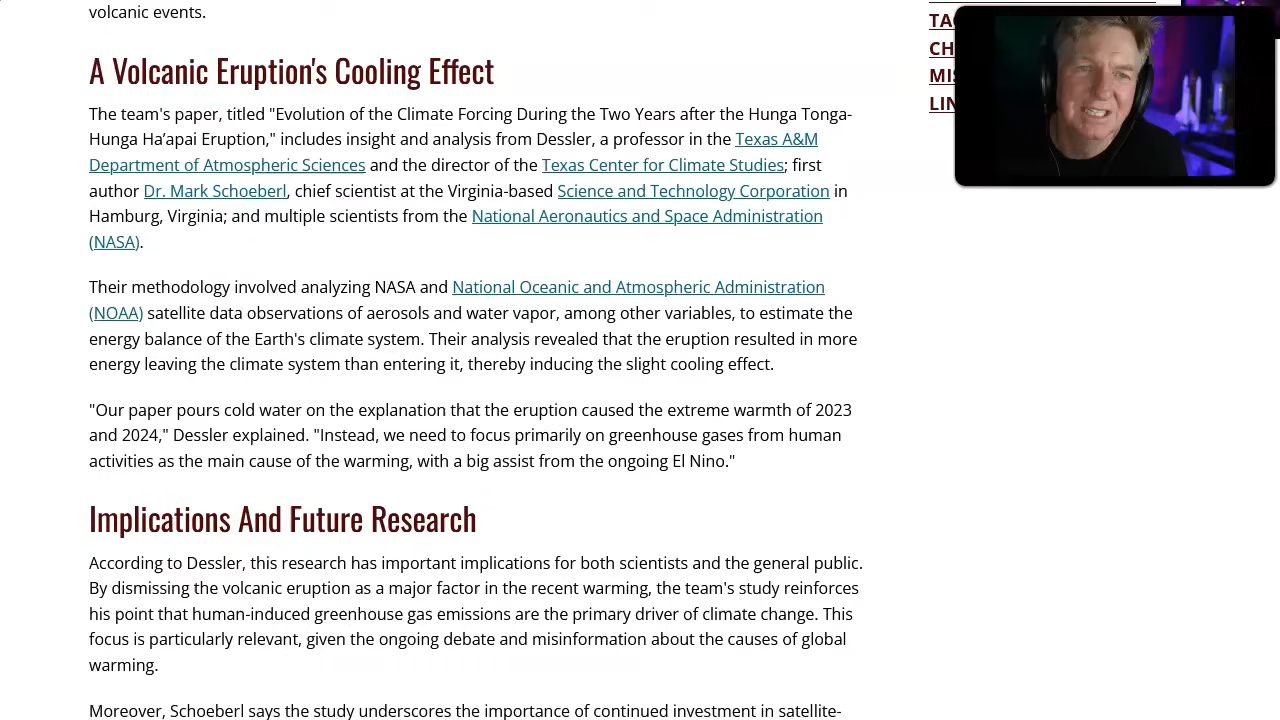 volcanic events.
A Volcanic Eruption's Cooling Effect
The team's paper, titled "Evolution of the Climate Forcing During the Two Years after the Hunga Tonga-
Hunga Ha’apai Eruption," includes insight and analysis from Dessler, a professor in the Texas A&M
Department of Atmospheric Sciences and the director of the Texas Center for Climate Studies; first
author Dr. Mark Schoeberl, chief scientist at the Virginia-based Science and Technology Corporation in
Hamburg, Virginia; and multiple scientists from the National Aeronautics and Space Administration
(NASA).
Their methodology involved analyzing NASA and National Oceanic and Atmospheric Administration
(NOAA) satellite data observations of aerosols and water vapor, among other variables, to estimate the
energy balance of the Earth's climate system. Their analysis revealed that the eruption resulted in more
energy leaving the climate system than entering it, thereby inducing the slight cooling effect.
"Our paper pours cold water on the explanation that the eruption caused the extreme warmth of 2023
and 2024," Dessler explained. "Instead, we need to focus primarily on greenhouse gases from human
activities as the main cause of the warming, with a big assist from the ongoing El Nino."
Implications And Future Research
According to Dessler, this research has important implications for both scientists and the general public.
By dismissing the volcanic eruption as a major factor in the recent warming, the team's study reinforces
his point that human-induced greenhouse gas emissions are the primary driver of climate change. This
focus is particularly relevant, given the ongoing debate and misinformation about the causes of global
warming.
Moreover, Schoeberl says the study underscores the importance of continued investment in satellite-
TA
CH
MIS
LIN